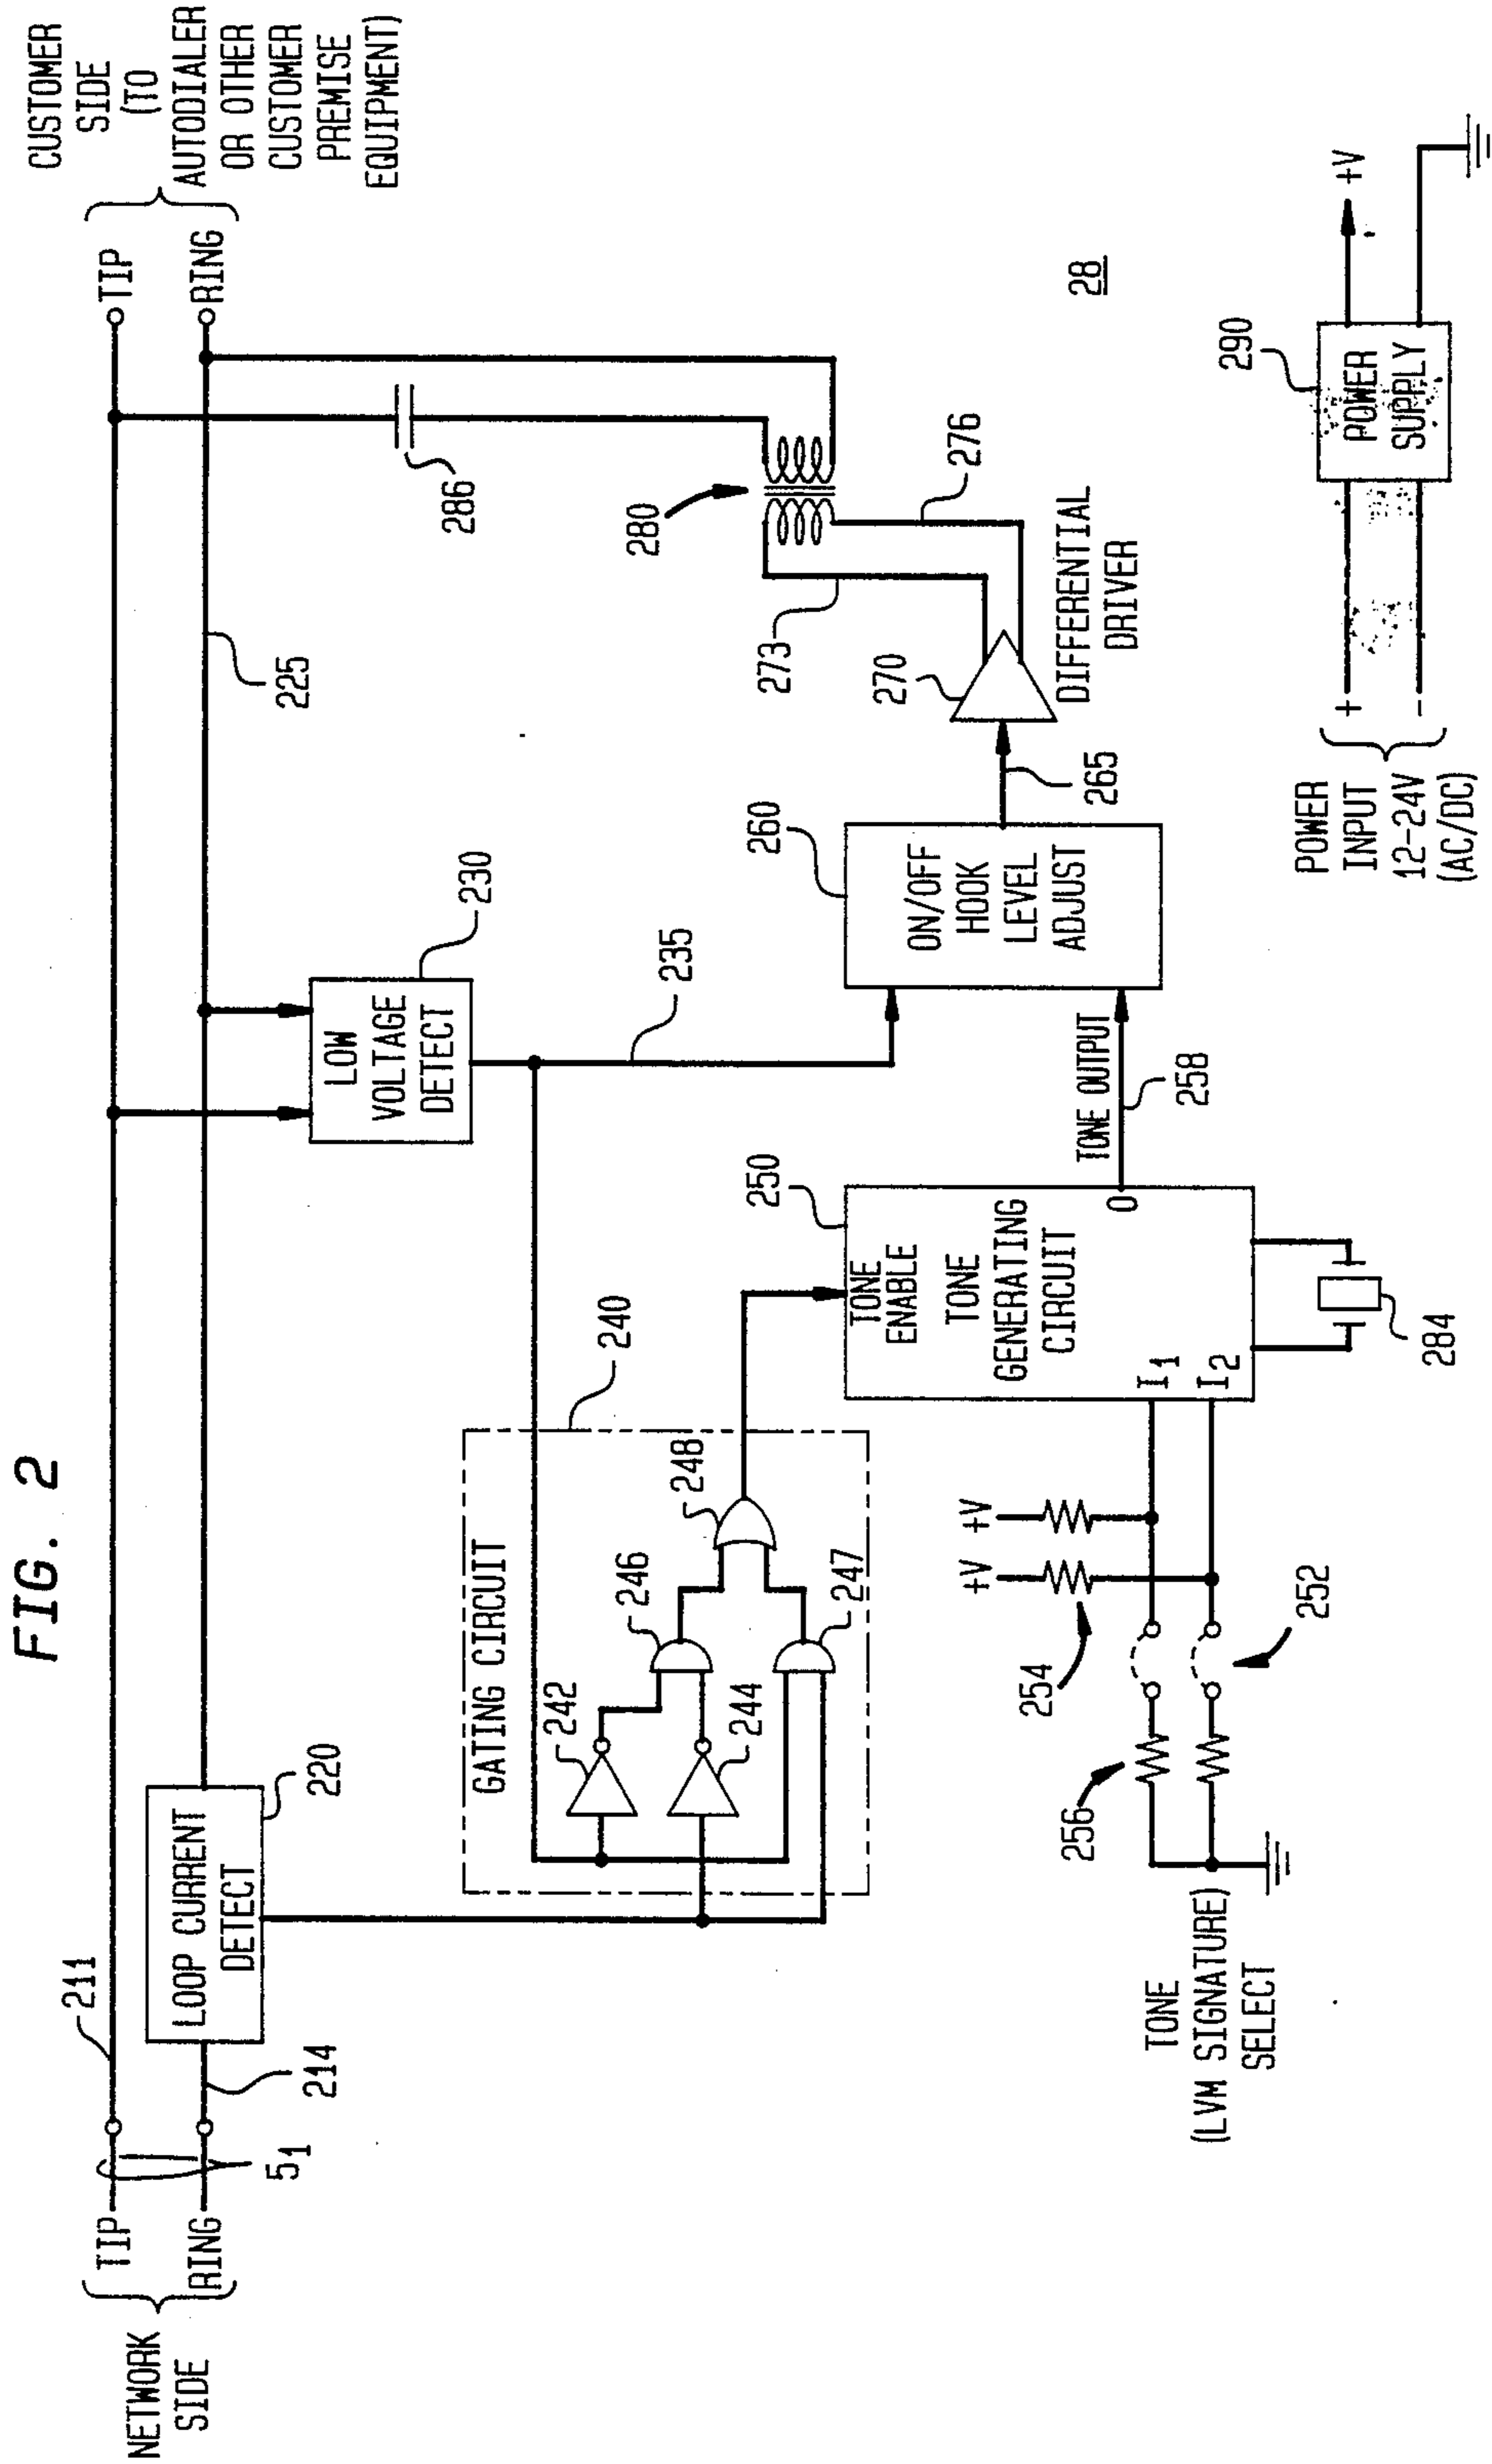 FIG. 2
NETWORK
SIDE
TIP
RING
5₁
211
214
LOOP CURRENT
DETECT
220
225
LOW
VOLTAGE
DETECT
230
235
TIP
RING
CUSTOMER
SIDE
(TO
AUTODIALER
OR OTHER
CUSTOMER
PREMISE
EQUIPMENT)
GATING CIRCUIT
240
242
244
246
247
248
TONE
ENABLE
TONE
GENERATING
CIRCUIT
I₁
I₂
O
250
TONE OUTPUT
258
ON/OFF
HOOK
LEVEL
ADJUST
260
265
270
DIFFERENTIAL
DRIVER
273
276
280
286
28
+V
+V
254
252
256
TONE
(LVM SIGNATURE)
SELECT
284
POWER
INPUT
12-24V
(AC/DC)
+
-
POWER
SUPPLY
290
+V